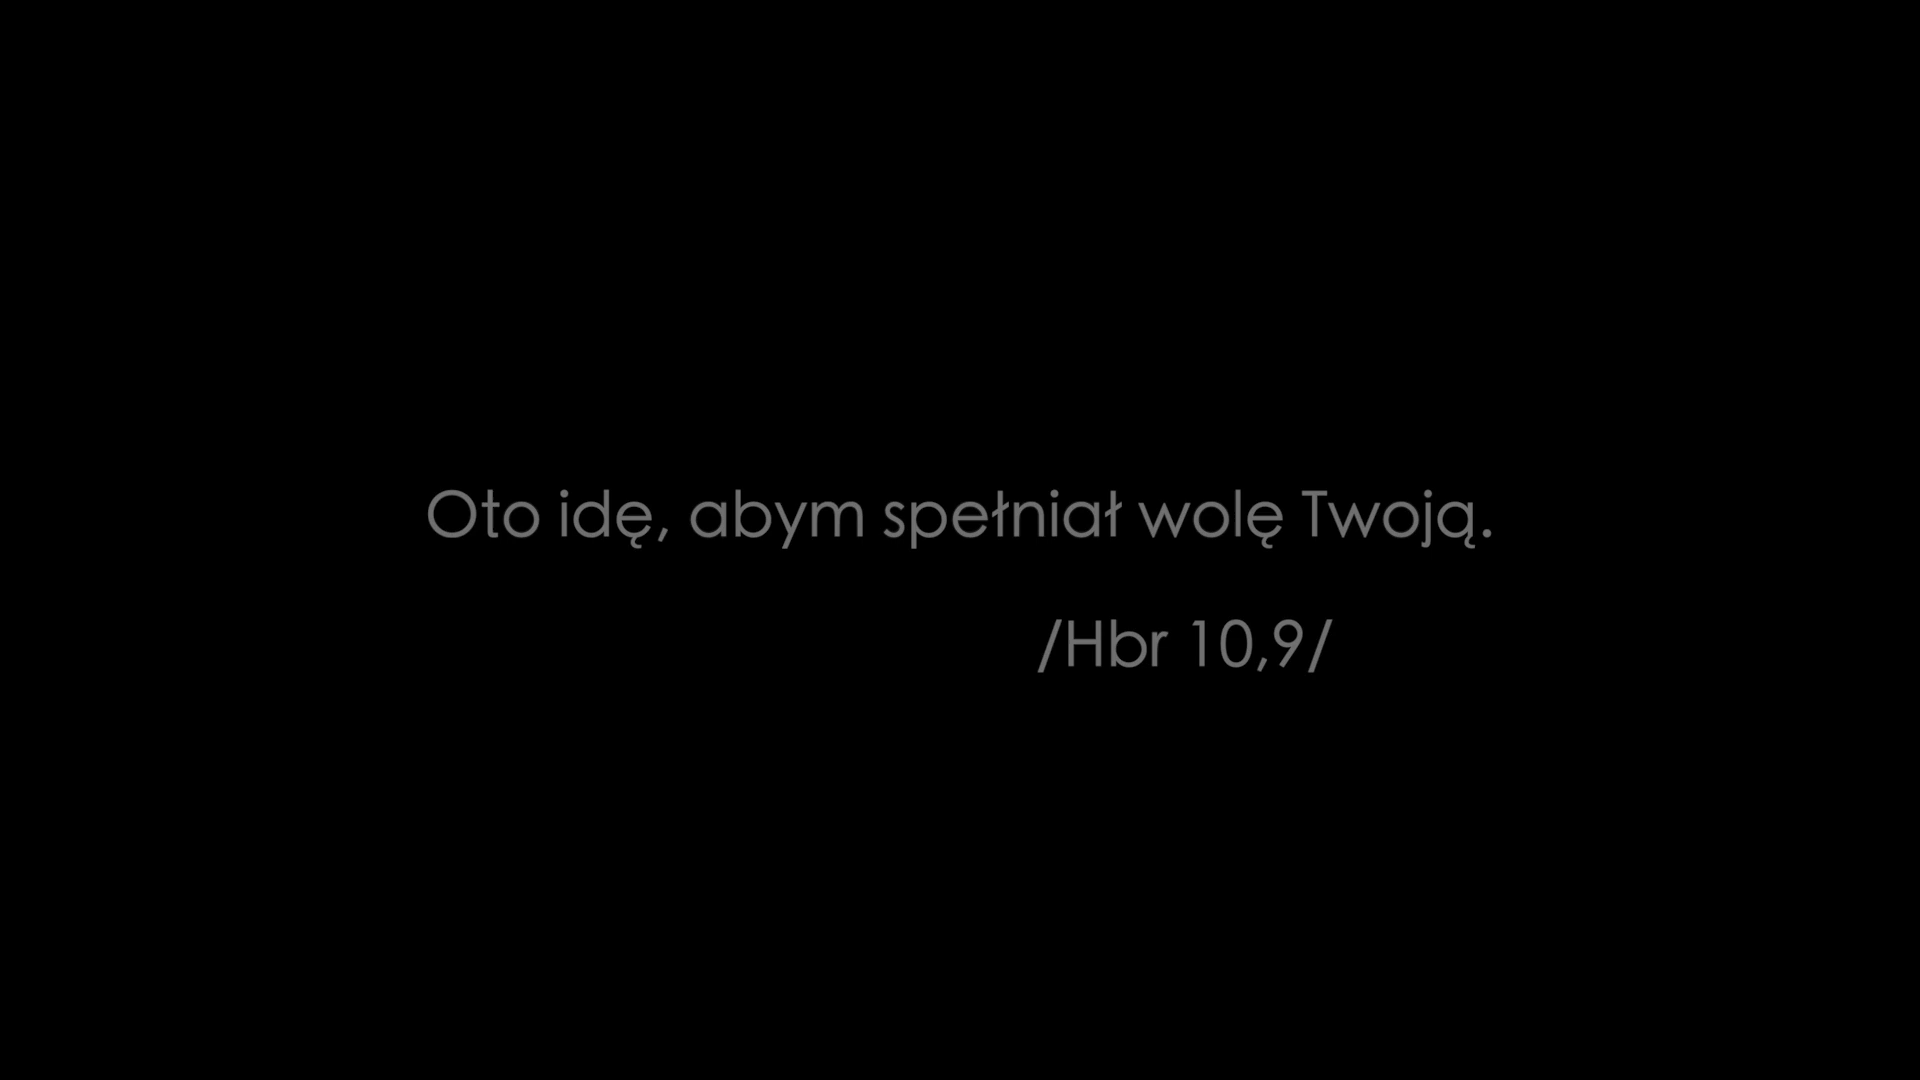 Oto idę, abym spełniał wolę Twoją.
/Hbr 10,9/